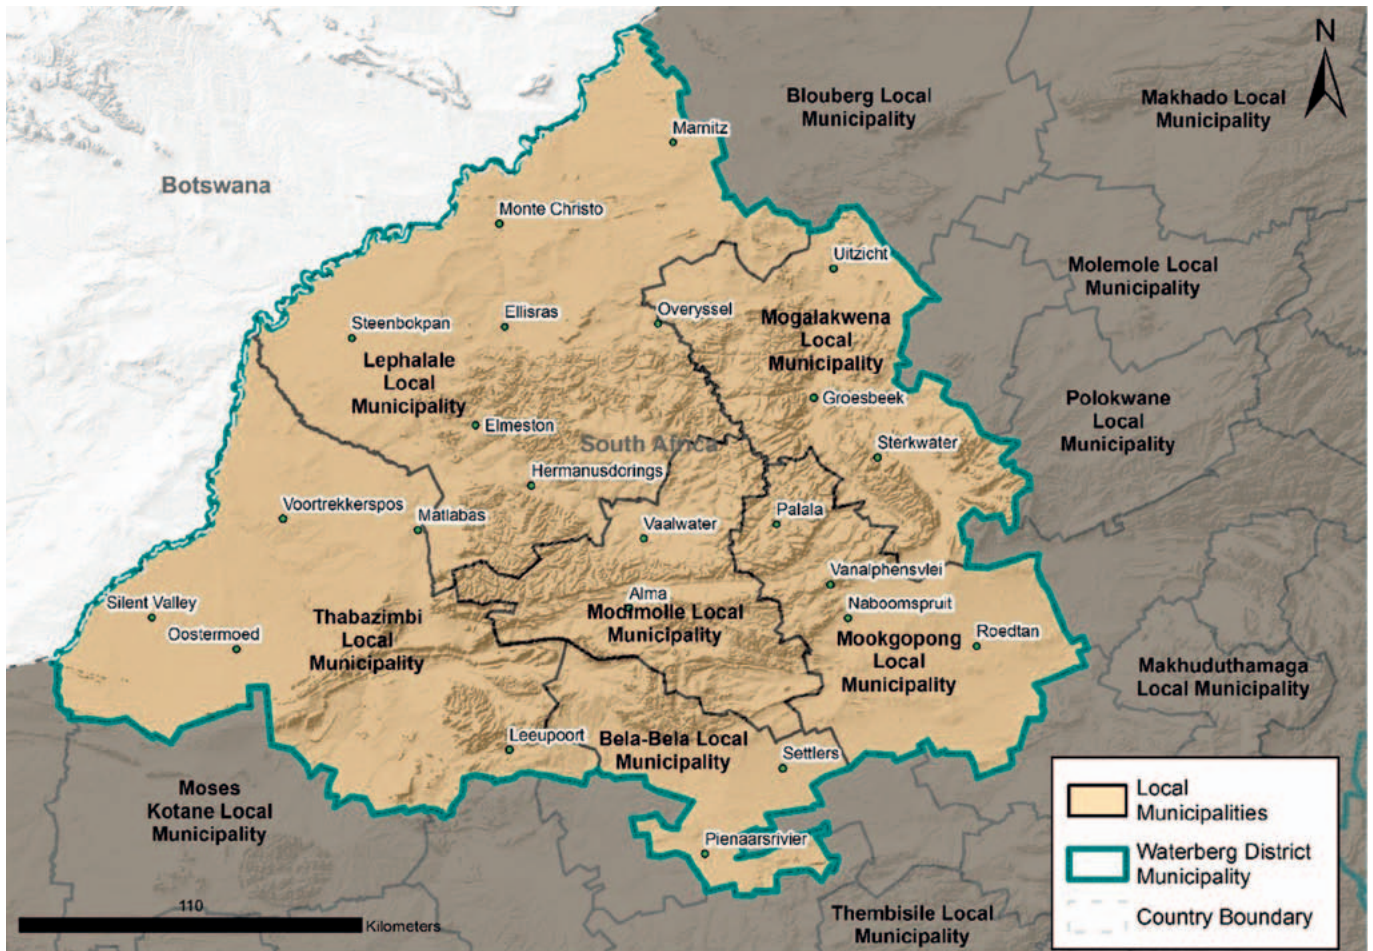 N
Blouberg Local
Municipality
Makhado Local
Municipality
Marnitz
Botswana
Monte Christo
Uitzicht
Molemole Local
Municipality
Overyssel
Ellisras
Steenbokpan
Mogalakwena
Local
Municipality
Lephalale
Local
Municipality
Groesbeek
Polokwane
Local
Municipality
Elmeston
South Africa
Sterkwater
Hermanusdorings
Voortrekkerspos
Matlabas
Vaalwater
Palala
Vanalphensvlei
Alma
Silent Valley
Naboomspruit
Thabazimbi
Local
Municipality
Modimolle Local
Municipality
Oostermoed
Mookgopong
Local
Municipality
Roedtan
Makhuduthamaga
Local Municipality
Leeupoort
Bela-Bela Local
Municipality
Settlers
Moses
Kotane Local
Municipality
Pienaarsrivier
Local
Municipalities
Waterberg District
Municipality
Country Boundary
Thembisile Local
Municipality
110
Kilometers